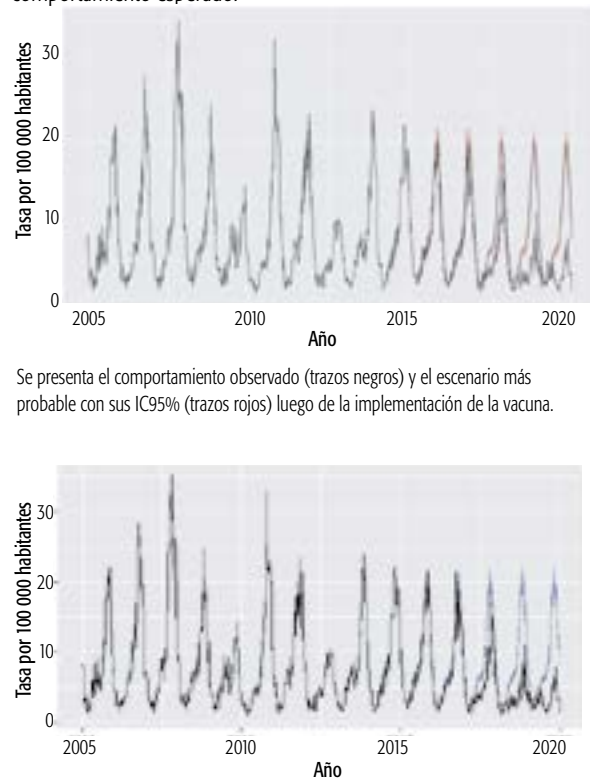 comportamiento esperado.
Tasa por 100 000 habitantes
30
20
10
0
2005
2010
2015
2020
Año
Se presenta el comportamiento observado (trazos negros) y el escenario más
probable con sus IC95% (trazos rojos) luego de la implementación de la vacuna.
Tasa por 100 000 habitantes
30
20
10
0
2005
2010
2015
2020
Año